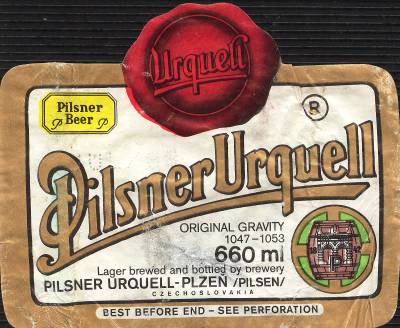 Urquell
Pilsner
Beer
P P
R
Pilsner Urquell
ORIGINAL GRAVITY
1047-1053
660 ml
Lager brewed and bottled by brewery
PILSNER URQUELL-PLZEN /PILSEN/
CZECHOSLOVAKIA
BEST BEFORE END - SEE PERFORATION